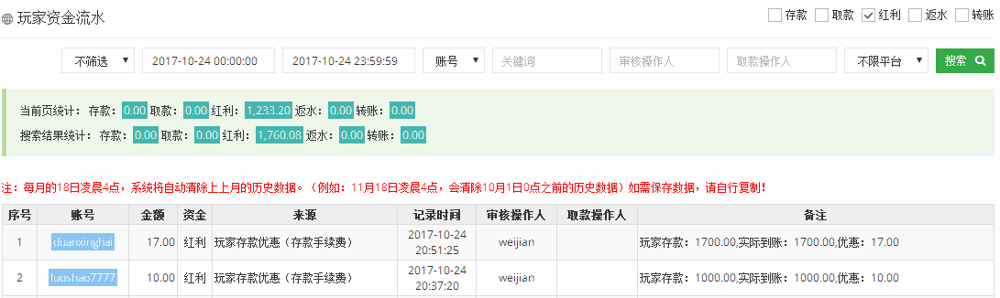 玩家资金流水 存款 取款 红利 返水 转账
不筛选 2017-10-24 00:00:00 2017-10-24 23:59:59 账号 关键词 审核操作人 取款操作人 不限平台 搜索
当前页统计： 存款：0.00 取款：0.00 红利：1,233.20 返水：0.00 转账：0.00
搜索结果统计： 存款：0.00 取款：0.00 红利：1,760.08 返水：0.00 转账：0.00
注：每月的18日凌晨4点，系统将自动清除上上月的历史数据。（例如：11月18日凌晨4点，会清除10月1日0点之前的历史数据）如需保存数据，请自行复制！
序号 账号 金额 资金 来源 记录时间 审核操作人 取款操作人 备注
1 duanxinghai 17.00 红利 玩家存款优惠（存款手续费） 2017-10-24 20:51:25 weijian 玩家存款：1700.00,实际到账：1700.00,优惠：17.00
2 luoshao7777 10.00 红利 玩家存款优惠（存款手续费） 2017-10-24 20:37:20 weijian 玩家存款：1000.00,实际到账：1000.00,优惠：10.00